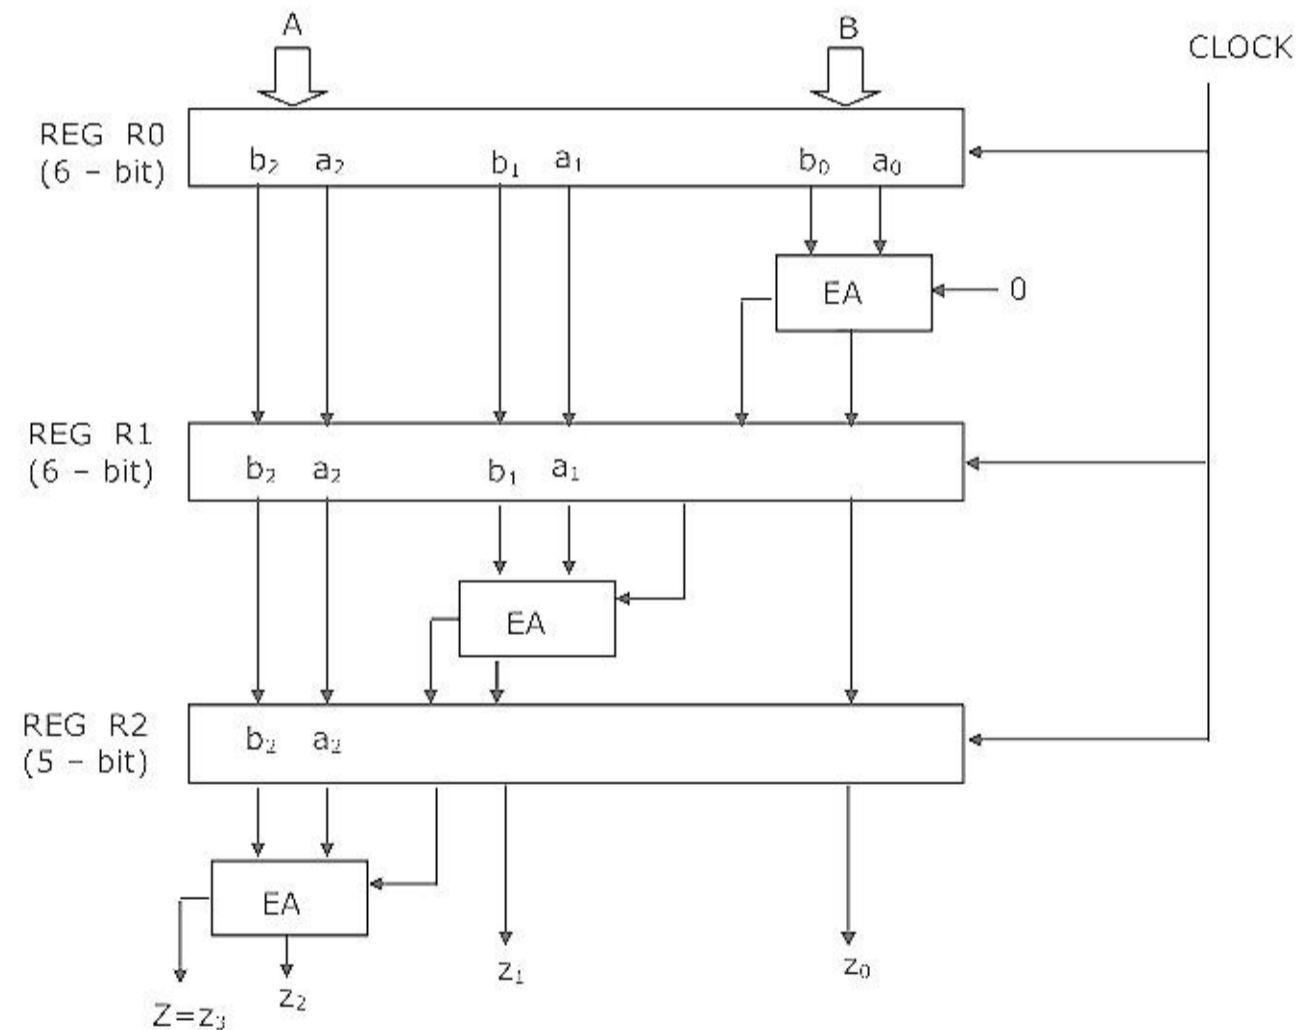 A
B
CLOCK
REG R0
(6 – bit)
b₂ a₂ b₁ a₁ b₀ a₀
EA
0
REG R1
(6 – bit)
b₂ a₂ b₁ a₁
EA
REG R2
(5 – bit)
b₂ a₂
EA
Z=z₃
z₂
z₁
z₀